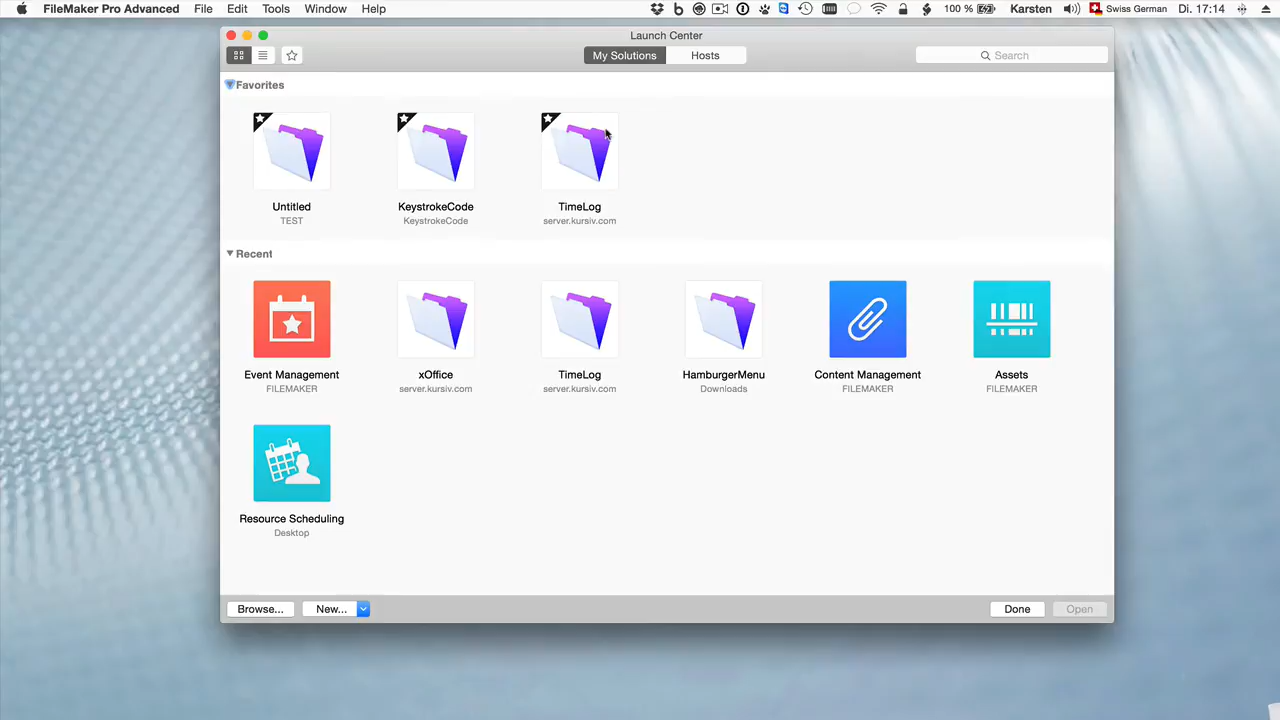 FileMaker Pro Advanced File Edit Tools Window Help 100 % Karsten Swiss German Di. 17:14
Launch Center
My Solutions Hosts Search
Favorites
Untitled KeystrokeCode TimeLog
TEST KeystrokeCode server.kursiv.com
Recent
Event Management xOffice TimeLog HamburgerMenu Content Management Assets
FILEMAKER server.kursiv.com server.kursiv.com Downloads FILEMAKER FILEMAKER
Resource Scheduling
Desktop
Browse... New... Done Open